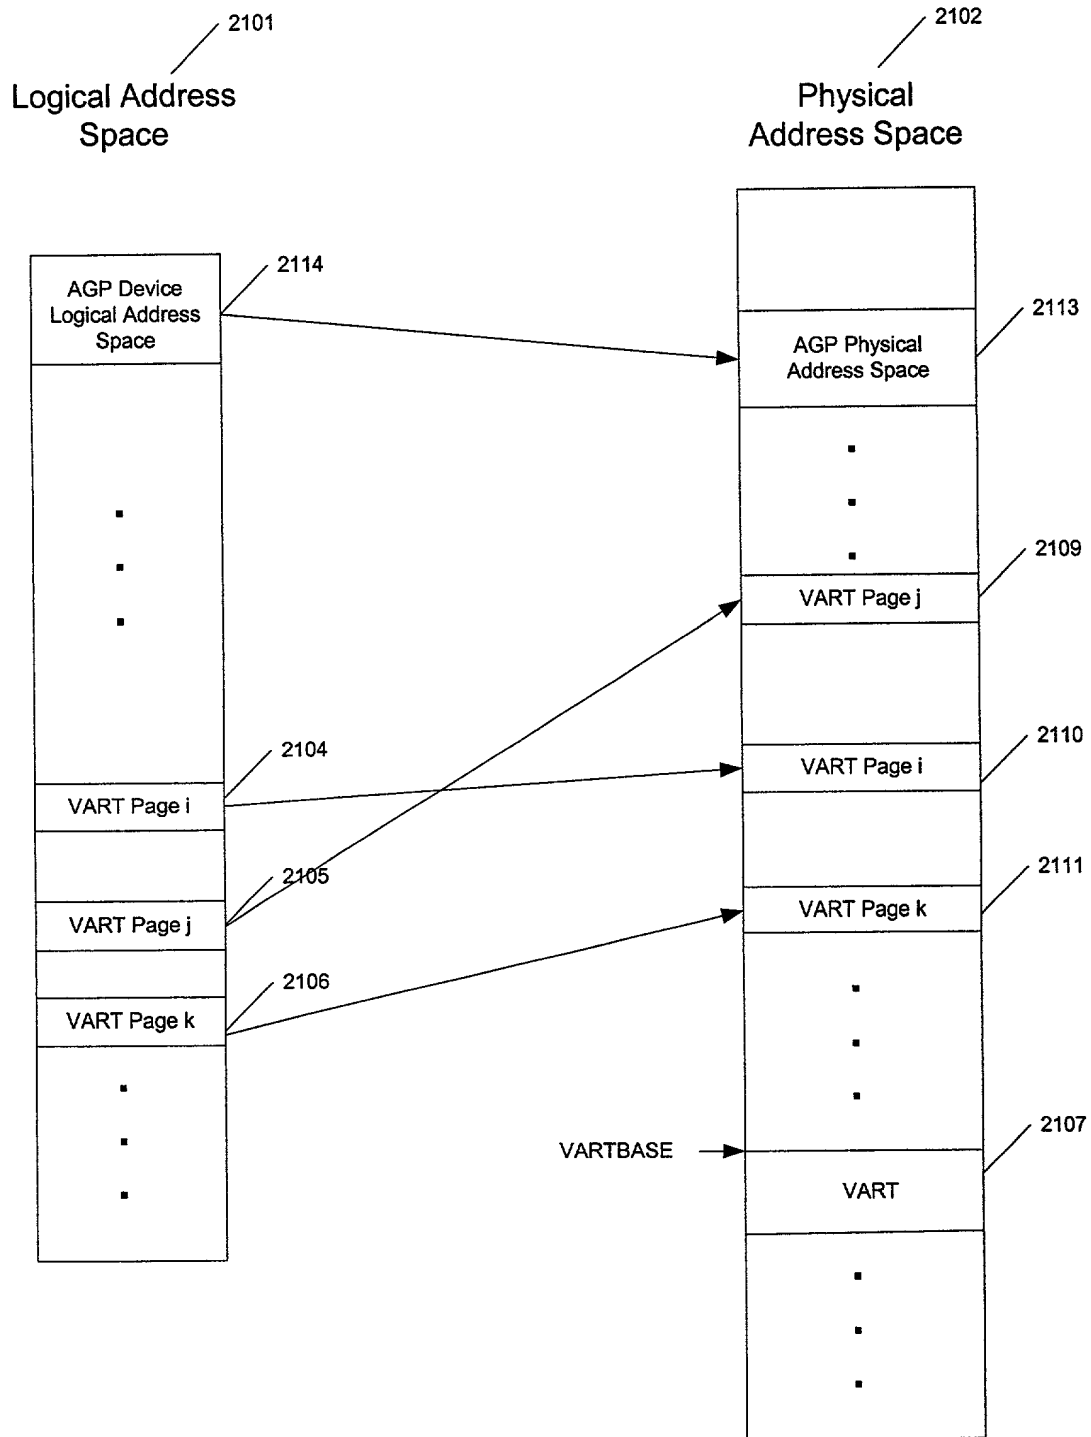 2101
2102
Logical Address
Space
Physical
Address Space
AGP Device
Logical Address
Space
2114
AGP Physical
Address Space
2113
VART Page j
2109
VART Page i
2104
VART Page i
2110
VART Page j
2105
VART Page k
2111
VART Page k
2106
VARTBASE
VART
2107